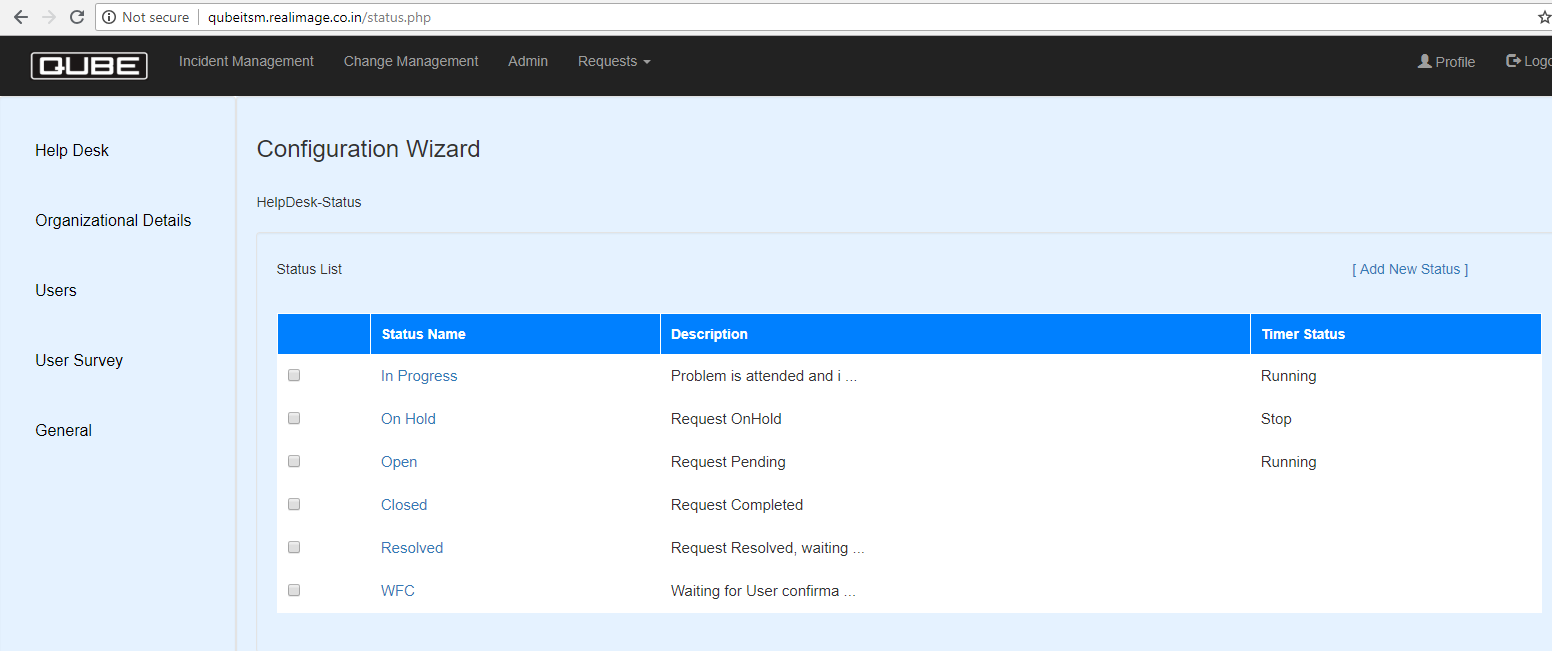 Not secure qubeitsm.realimage.co.in/status.php
QUBE Incident Management Change Management Admin Requests Profile Logo
Help Desk
Organizational Details
Users
User Survey
General
Configuration Wizard
HelpDesk-Status
Status List [ Add New Status ]
Status Name Description Timer Status
In Progress Problem is attended and i ... Running
On Hold Request OnHold Stop
Open Request Pending Running
Closed Request Completed
Resolved Request Resolved, waiting ...
WFC Waiting for User confirma ...